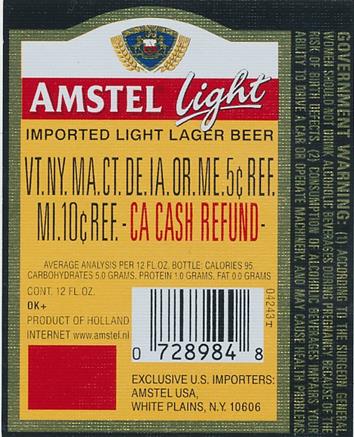 AMSTEL Light
IMPORTED LIGHT LAGER BEER
VT.NY.MA.CT.DE.IA.OR.ME.5¢REF.
MI.10¢REF.-CA CASH REFUND-
AVERAGE ANALYSIS PER 12 FL OZ. BOTTLE: CALORIES 95
CARBOHYDRATES 5.0 GRAMS. PROTEIN 1.0 GRAMS. FAT 0.0 GRAMS
CONT. 12 FL OZ.
OK+
PRODUCT OF HOLLAND
INTERNET www.amstel.nl
04243 H
0 728984 8
EXCLUSIVE U.S. IMPORTERS:
AMSTEL USA,
WHITE PLAINS, N.Y. 10606
GOVERNMENT WARNING: (1) ACCORDING TO THE SURGEON GENERAL
WOMEN SHOULD NOT DRINK ALCOHOLIC BEVERAGES DURING PREGNANCY BECAUSE OF THE
RISK OF BIRTH DEFECTS. (2) CONSUMPTION OF ALCOHOLIC BEVERAGES IMPAIRS YOUR
ABILITY TO DRIVE A CAR OR OPERATE MACHINERY, AND MAY CAUSE HEALTH PROBLEMS.